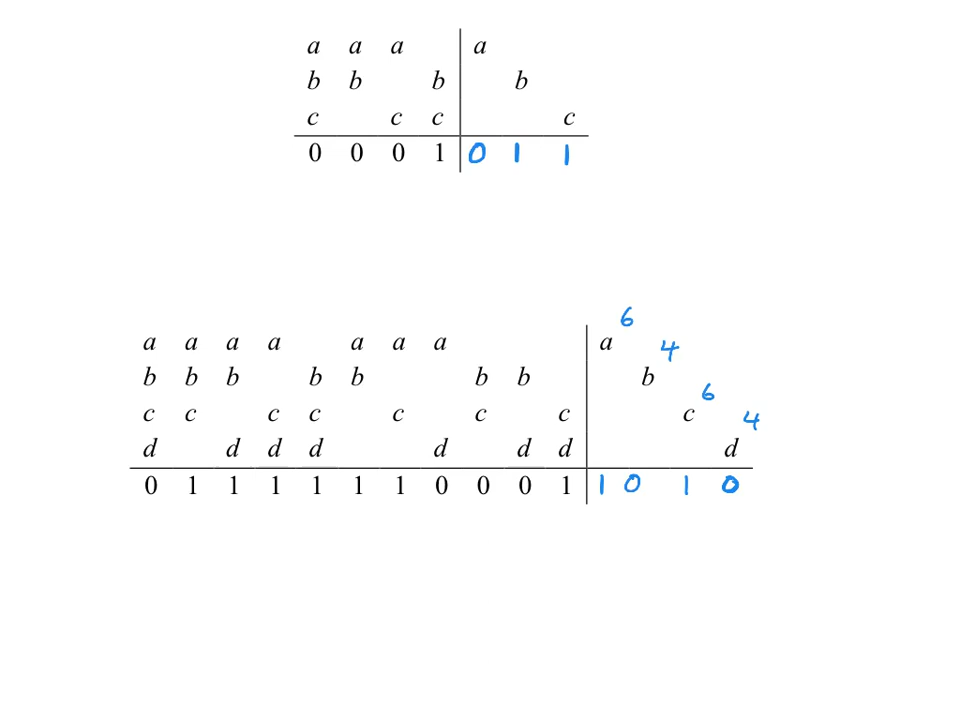 a a a a
b b b b
c c c c
0 0 0 1 0 1 1
6
a a a a a a a a
4
b b b b b b b b
6
c c c c c c c c
4
d d d d d d d d
0 1 1 1 1 1 1 0 0 0 1 1 0 1 0